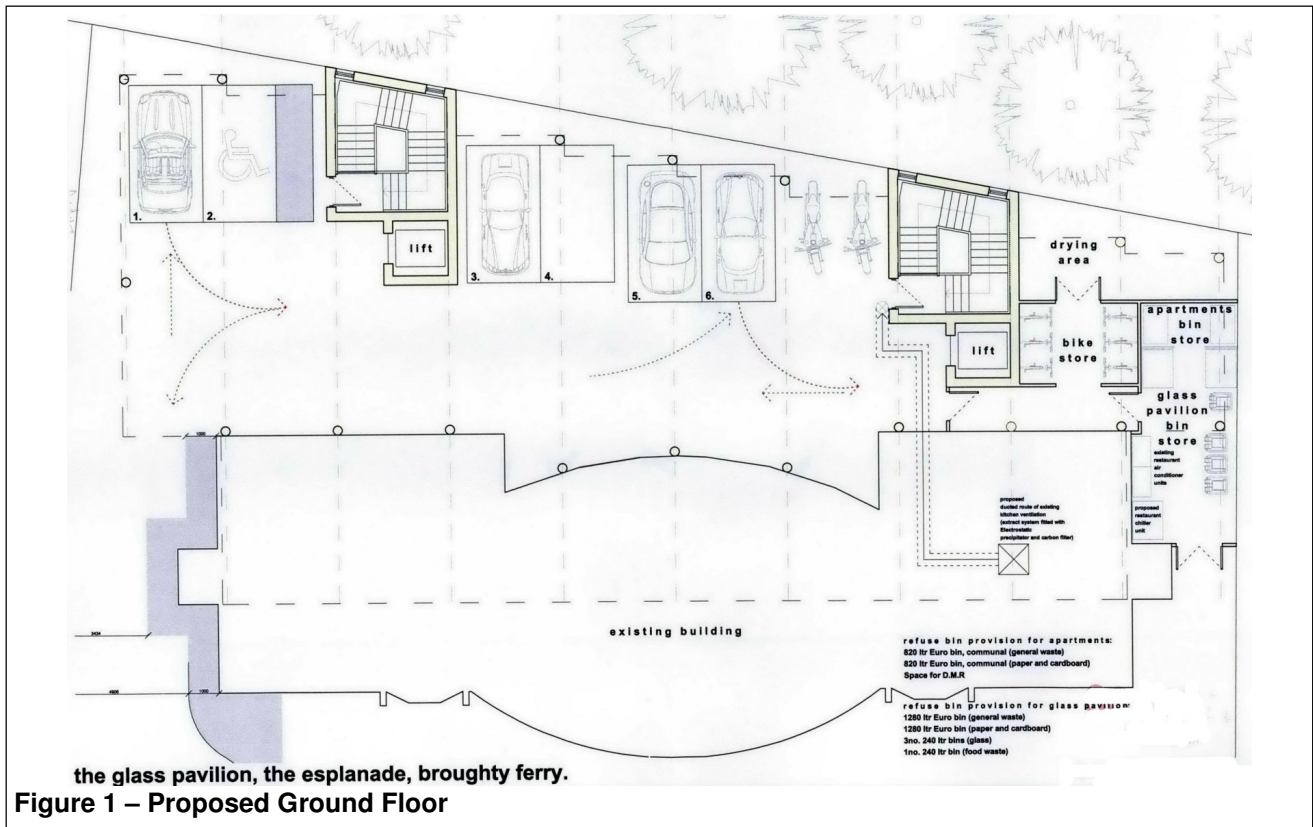 1.
2.
lift
3.
4.
5.
6.
drying
area
apartments
bin
store
bike
store
lift
glass
pavilion
bin
store
existing
restaurant
air
conditioner
units
proposed
restaurant
chiller
unit
proposed
ducted route of existing
kitchen ventilation
(extract system fitted with
Electrostatic
precipitator and carbon filter)
1000
existing building
2434
4606
1000
refuse bin provision for apartments:
820 ltr Euro bin, communal (general waste)
820 ltr Euro bin, communal (paper and cardboard)
Space for D.M.R
refuse bin provision for glass pavilion:
1280 ltr Euro bin (general waste)
1280 ltr Euro bin (paper and cardboard)
3no. 240 ltr bins (glass)
1no. 240 ltr bin (food waste)
the glass pavilion, the esplanade, broughty ferry.
Figure 1 – Proposed Ground Floor